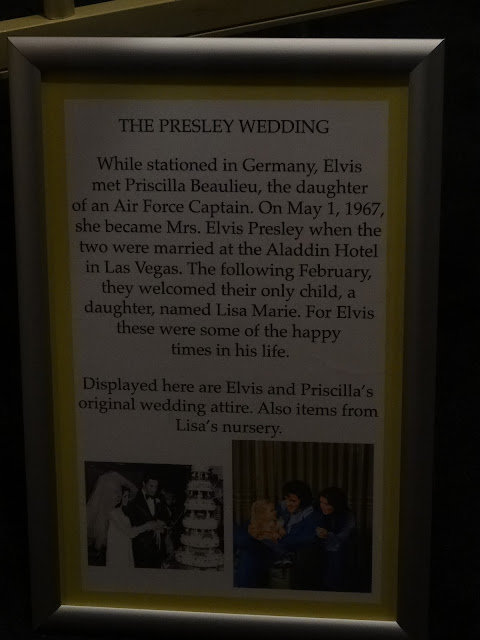 THE PRESLEY WEDDING
While stationed in Germany, Elvis
met Priscilla Beaulieu, the daughter
of an Air Force Captain. On May 1, 1967,
she became Mrs. Elvis Presley when the
two were married at the Aladdin Hotel
in Las Vegas. The following February,
they welcomed their only child, a
daughter, named Lisa Marie. For Elvis
these were some of the happy
times in his life.
Displayed here are Elvis and Priscilla's
original wedding attire. Also items from
Lisa's nursery.